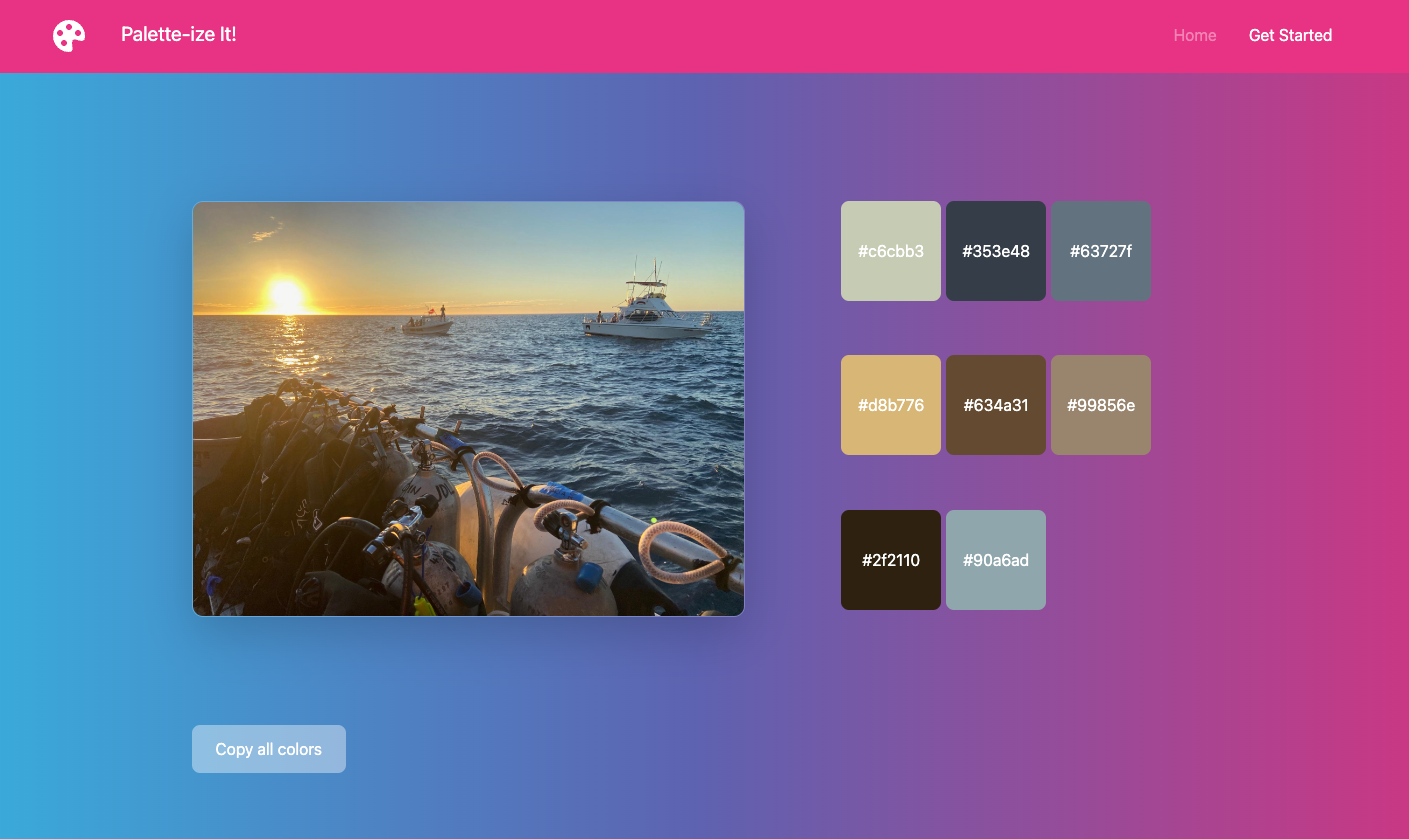 Palette-ize It!
Home
Get Started
#c6cbb3
#353e48
#63727f
#d8b776
#634a31
#99856e
#2f2110
#90a6ad
Copy all colors